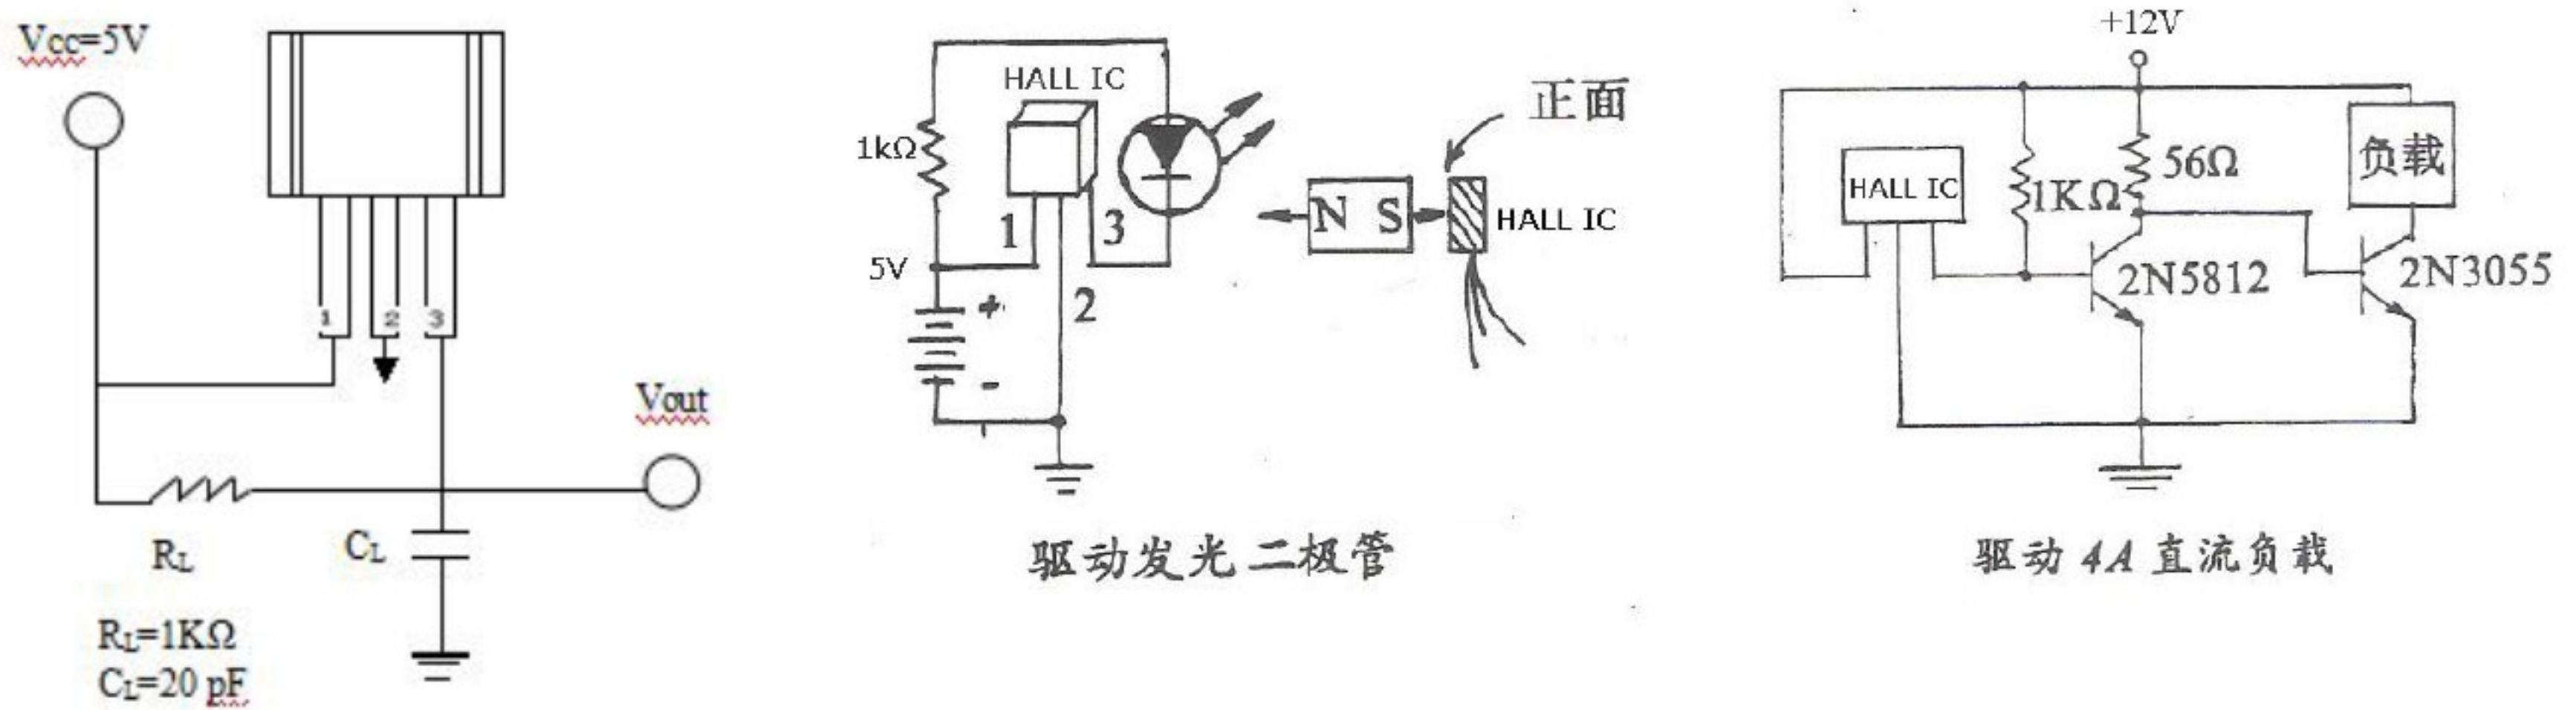 Vcc=5V
1 2 3
Vout
RL
CL
RL=1KΩ
CL=20 pF
HALL IC
1kΩ
1
3
5V
+
2
-
正面
N S
HALL IC
驱动发光二极管
+12V
HALL IC
1KΩ
56Ω
负载
2N5812
2N3055
驱动4A直流负载